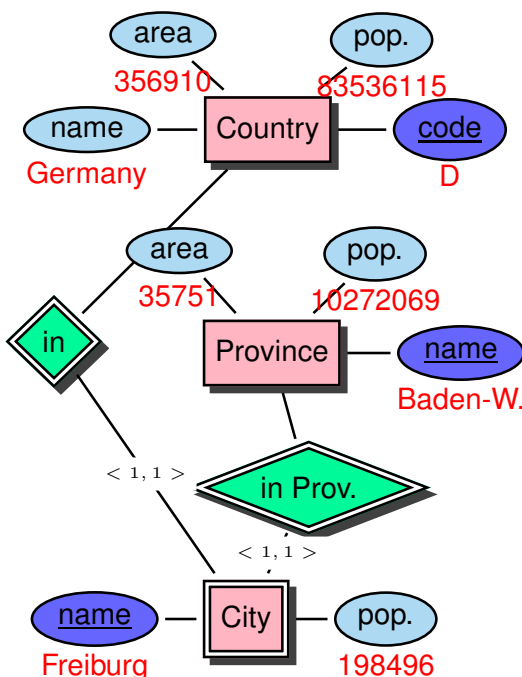 area
pop.
356910
83536115
name
Country
code
Germany
D
area
pop.
35751
10272069
in
Province
name
Baden-W.
< 1, 1 >
in Prov.
< 1, 1 >
name
City
pop.
Freiburg
198496